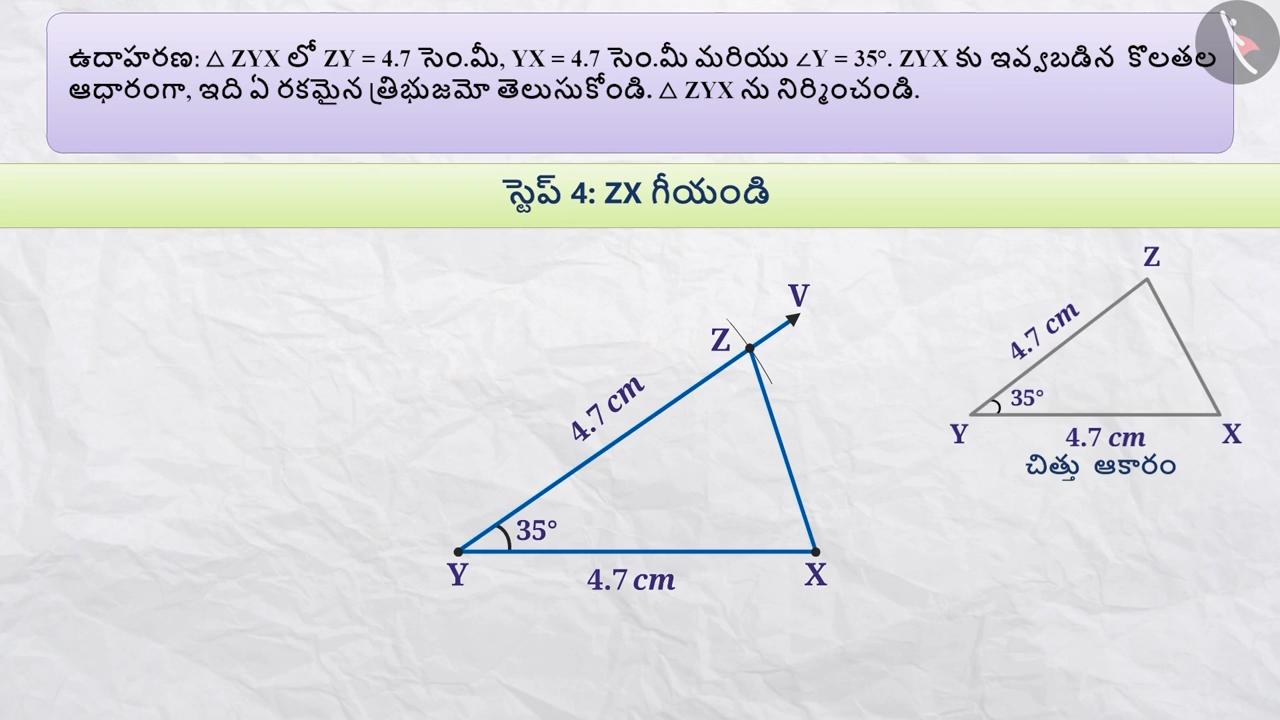 ఉదాహరణ: △ ZYX లో ZY = 4.7 సెం.మీ, YX = 4.7 సెం.మీ మరియు ∠Y = 35°. ZYX కు ఇవ్వబడిన కొలతల
ఆధారంగా, ఇది ఏ రకమైన త్రిభుజమో తెలుసుకోండి. △ ZYX ను నిర్మించండి.
స్టెప్ 4: ZX గీయండి
V
Z
4.7 cm
35°
Y
X
4.7 cm
Z
4.7 cm
35°
Y
X
4.7 cm
చిత్తు ఆకారం